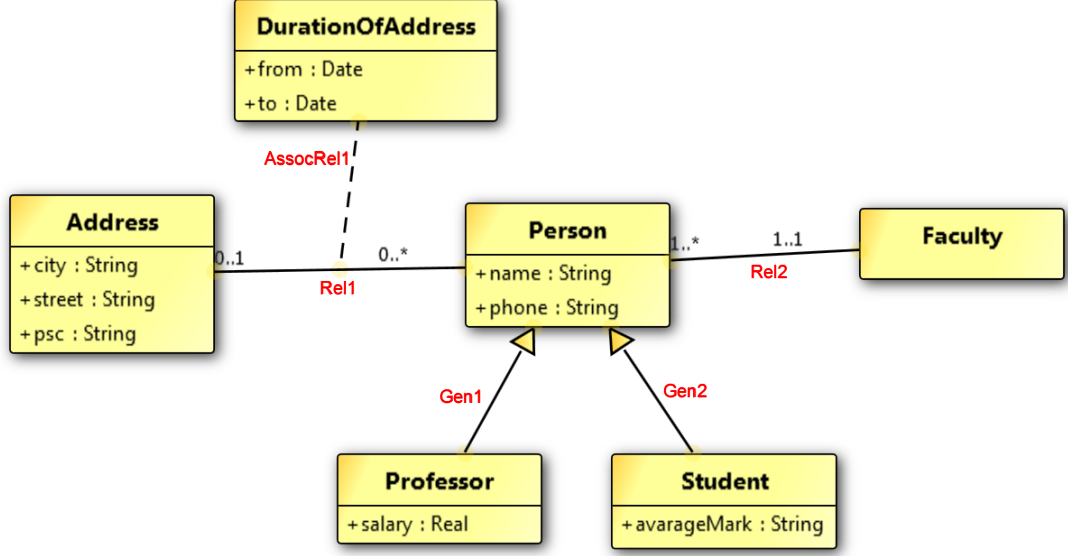 DurationOfAddress
+from : Date
+to : Date
AssocRel1
Address
+city : String
+street : String
+psc : String
0..1
0..*
Rel1
Person
+name : String
+phone : String
1..*
1..1
Rel2
Faculty
Gen1
Gen2
Professor
+salary : Real
Student
+avarageMark : String